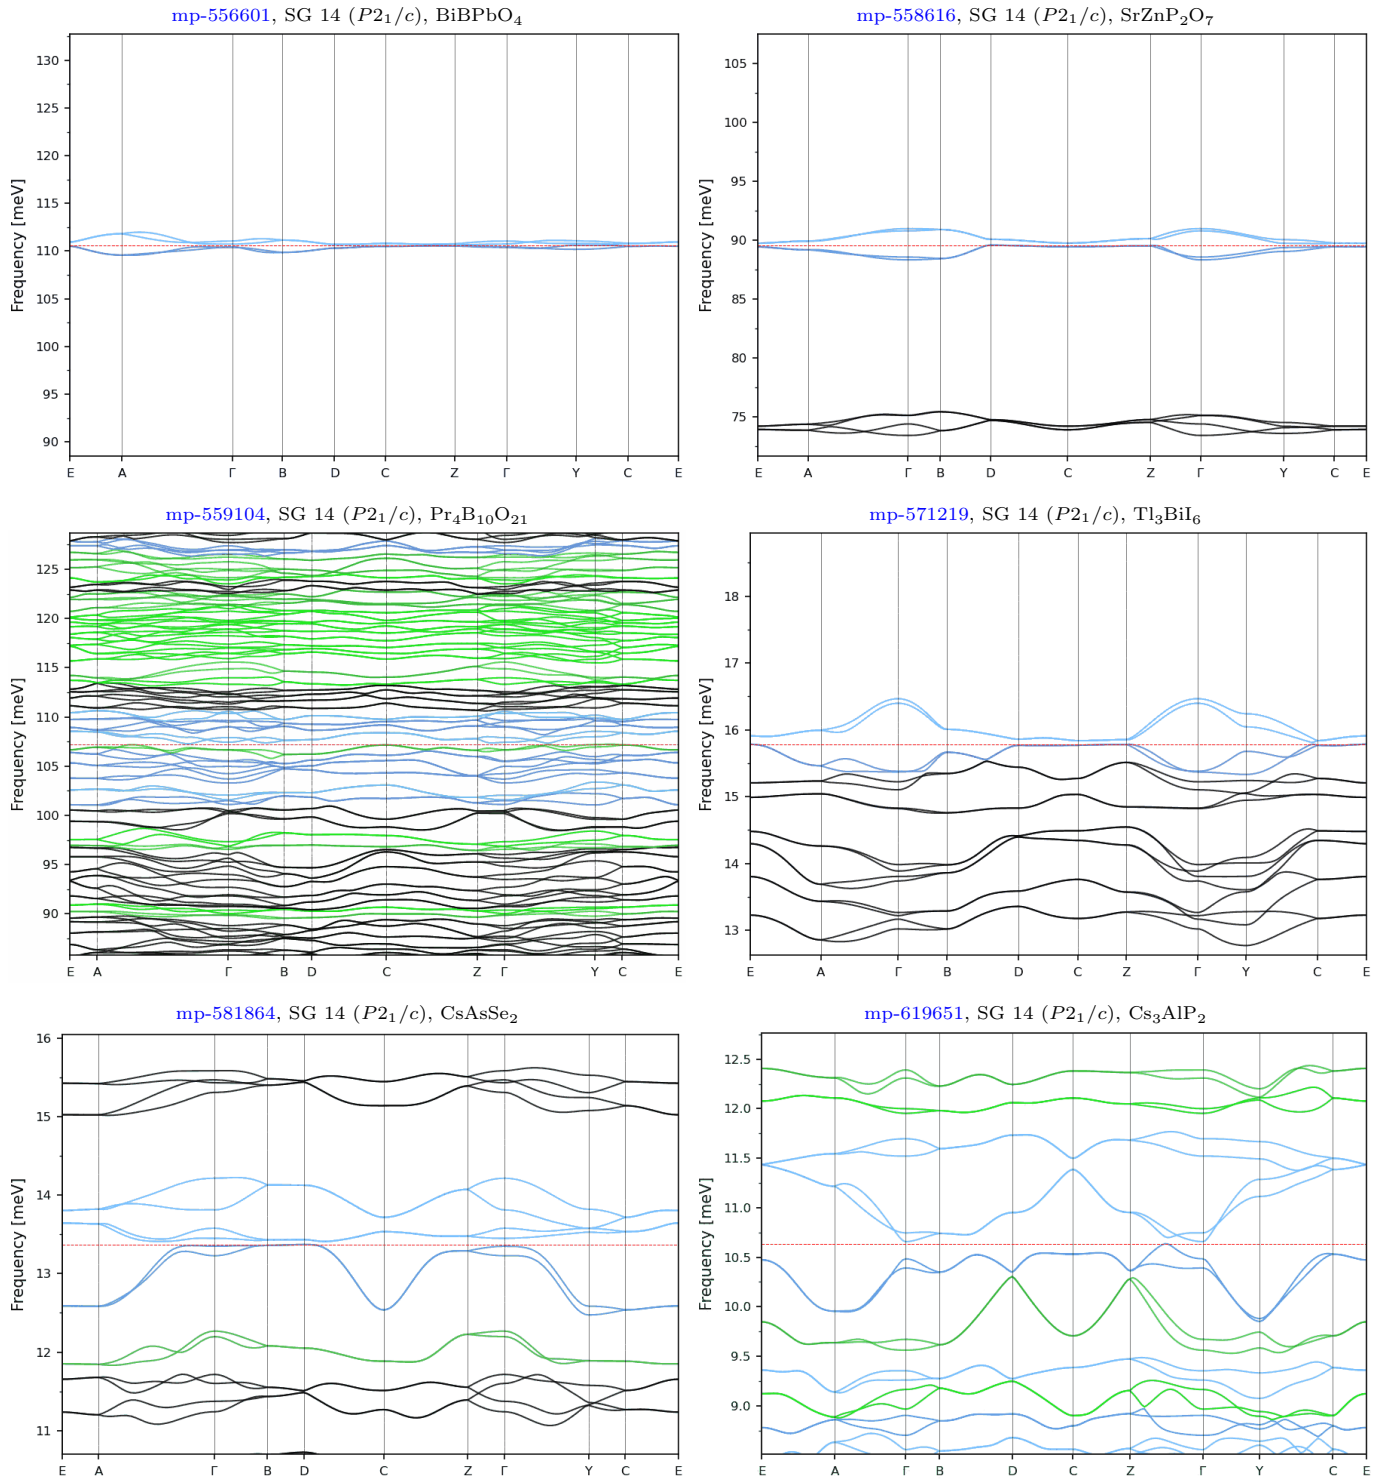 mp-556601, SG 14 (P2₁/c), BiBPbO₄
Frequency [meV]
130
125
120
115
110
105
100
95
90
E A Γ B D C Z Γ Y C E
mp-558616, SG 14 (P2₁/c), SrZnP₂O₇
Frequency [meV]
105
100
95
90
85
80
75
E A Γ B D C Z Γ Y C E
mp-559104, SG 14 (P2₁/c), Pr₄B₁₀O₂₁
Frequency [meV]
125
120
115
110
105
100
95
90
E A Γ B D C Z Γ Y C E
mp-571219, SG 14 (P2₁/c), Tl₃BiI₆
Frequency [meV]
18
17
16
15
14
13
E A Γ B D C Z Γ Y C E
mp-581864, SG 14 (P2₁/c), CsAsSe₂
Frequency [meV]
16
15
14
13
12
11
E A Γ B D C Z Γ Y C E
mp-619651, SG 14 (P2₁/c), Cs₃AlP₂
Frequency [meV]
12.5
12.0
11.5
11.0
10.5
10.0
9.5
9.0
E A Γ B D C Z Γ Y C E